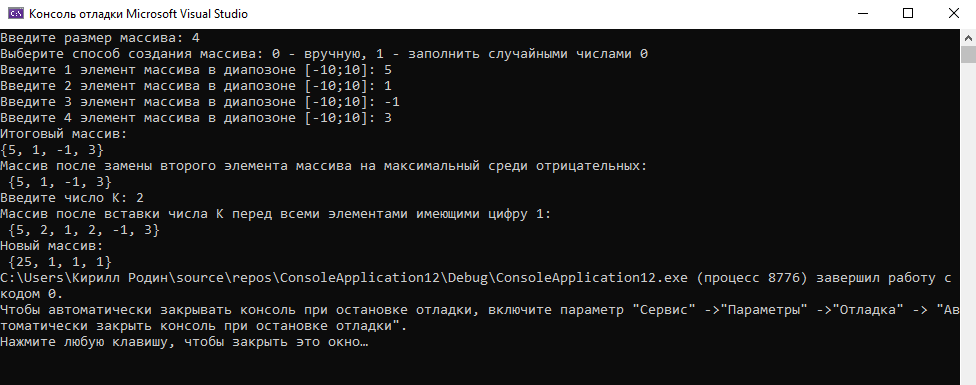 Консоль отладки Microsoft Visual Studio
Введите размер массива: 4
Выберите способ создания массива: 0 - вручную, 1 - заполнить случайными числами 0
Введите 1 элемент массива в диапозоне [-10;10]: 5
Введите 2 элемент массива в диапозоне [-10;10]: 1
Введите 3 элемент массива в диапозоне [-10;10]: -1
Введите 4 элемент массива в диапозоне [-10;10]: 3
Итоговый массив:
{5, 1, -1, 3}
Массив после замены второго элемента массива на максимальный среди отрицательных:
 {5, 1, -1, 3}
Введите число K: 2
Массив после вставки числа K перед всеми элементами имеющими цифру 1:
 {5, 2, 1, 2, -1, 3}
Новый массив:
 {25, 1, 1, 1}
C:\Users\Кирилл Родин\source\repos\ConsoleApplication12\Debug\ConsoleApplication12.exe (процесс 8776) завершил работу с
кодом 0.
Чтобы автоматически закрывать консоль при остановке отладки, включите параметр "Сервис" ->"Параметры" ->"Отладка" -> "Ав
томатически закрыть консоль при остановке отладки".
Нажмите любую клавишу, чтобы закрыть это окно…